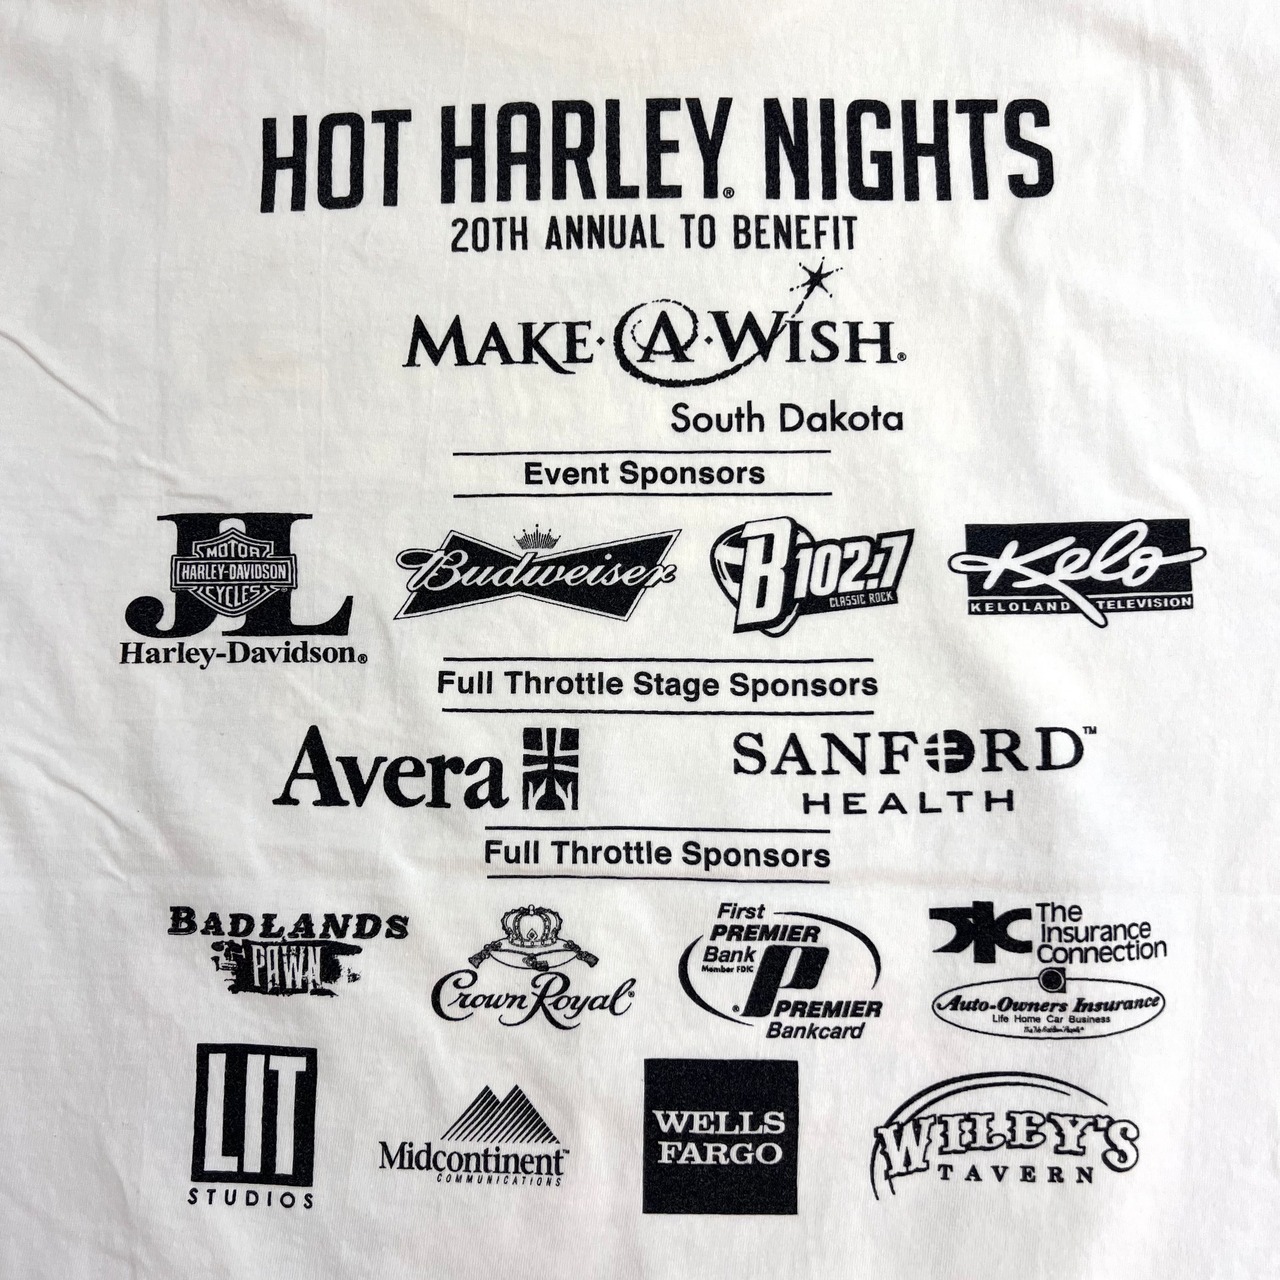 HOT HARLEY® NIGHTS
20TH ANNUAL TO BENEFIT
MAKE·A·WISH®
South Dakota
Event Sponsors
JL
MOTOR
HARLEY-DAVIDSON
CYCLES
Harley-Davidson®
Budweiser
B102.7
CLASSIC ROCK
Kelo
KELOLAND TELEVISION
Full Throttle Stage Sponsors
Avera
SANFORD™
HEALTH
Full Throttle Sponsors
BADLANDS
PAWN
Crown Royal®
First
PREMIER
Bank
Member FDIC
P
® PREMIER
Bankcard
TIC The
Insurance
Connection
Auto-Owners Insurance
Life Home Car Business
LIT
STUDIOS
Midcontinent™
COMMUNICATIONS
WELLS
FARGO
WILEY'S
TAVERN